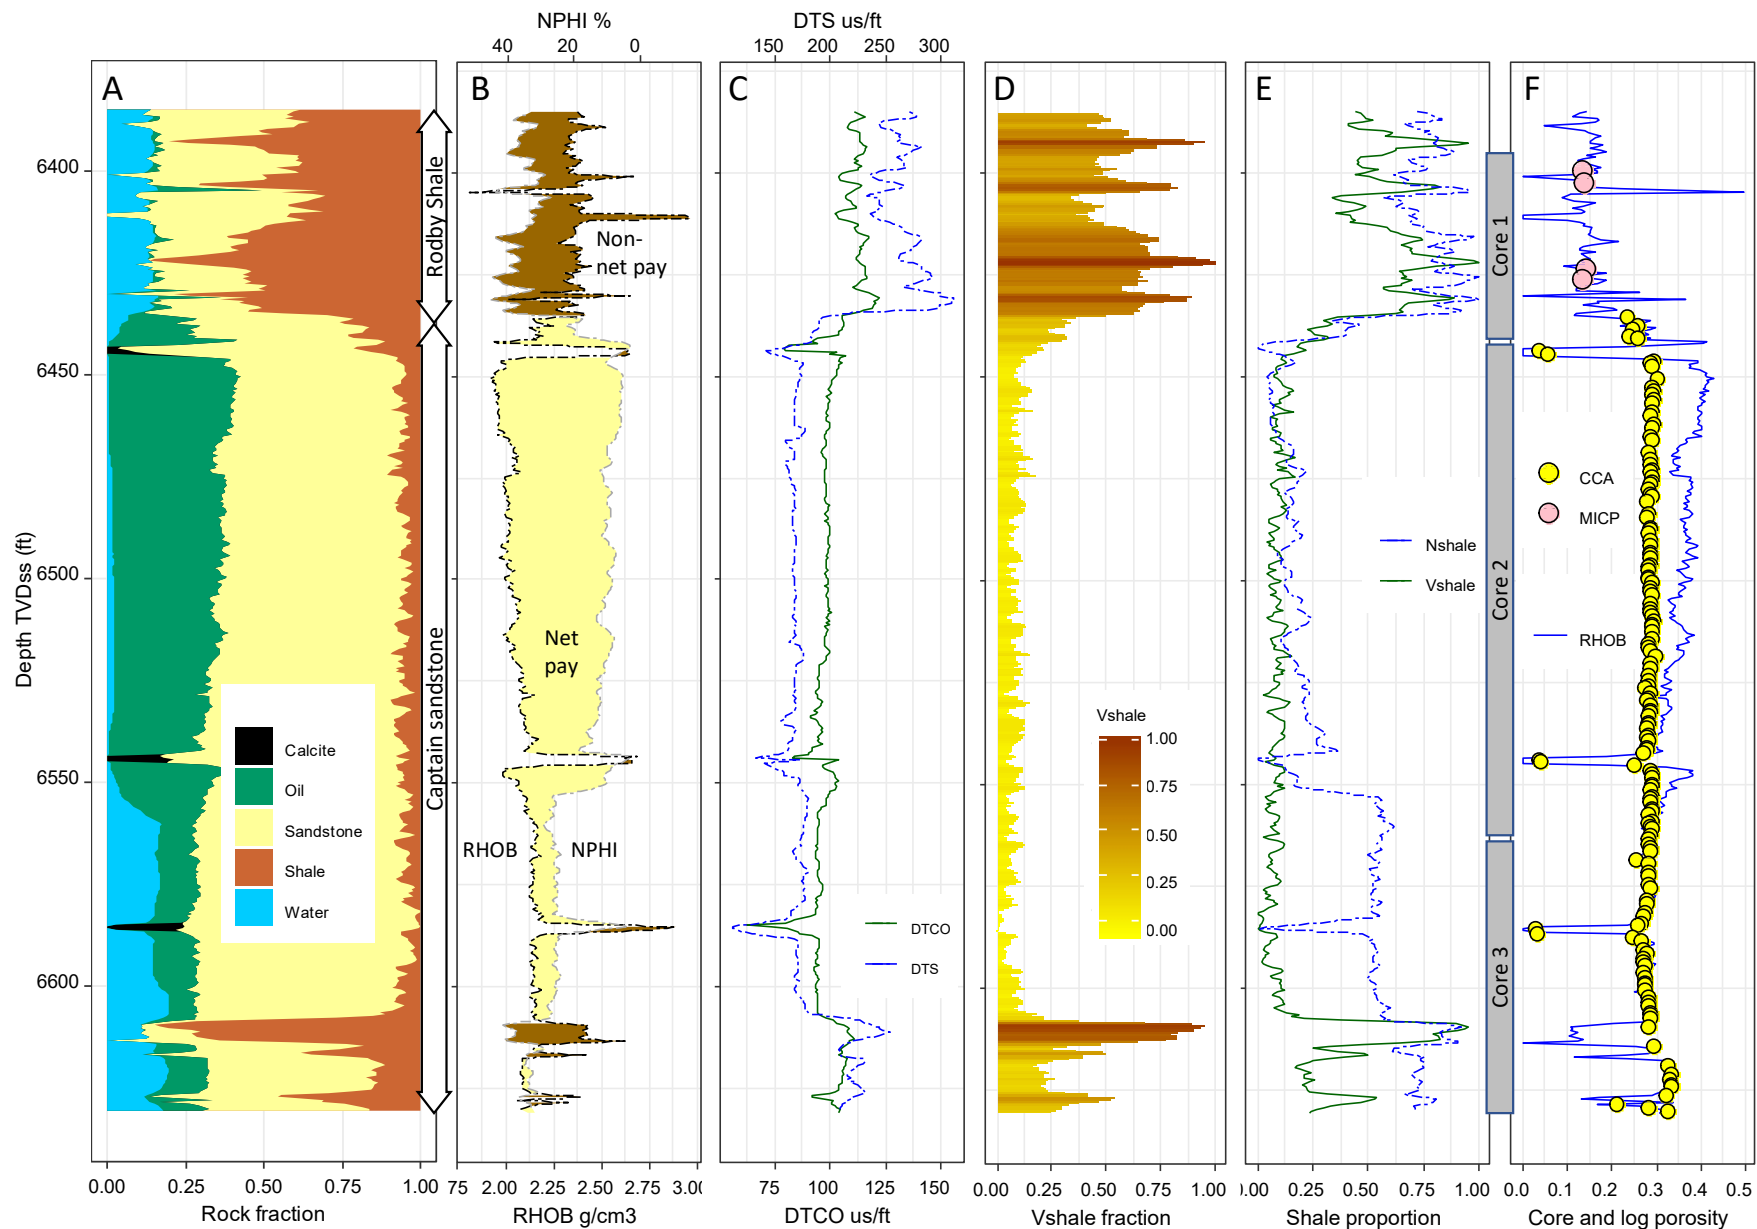 NPHI %
DTS us/ft
40 20 0
150 200 250 300
A B C D E F
6400
6450
6500
6550
6600
Depth TVDss (ft)
Rodby Shale
Captain sandstone
Non-
net pay
Net
pay
RHOB NPHI
Calcite
Oil
Sandstone
Shale
Water
DTCO
DTS
Vshale
1.00
0.75
0.50
0.25
0.00
Nshale
Vshale
Core 1
Core 2
Core 3
CCA
MICP
RHOB
0.00 0.25 0.50 0.75 1.00
75 2.00 2.25 2.50 2.75 3.0
75 100 125 150
0.00 0.25 0.50 0.75 1.00
0.00 0.25 0.50 0.75 1.00
0.0 0.1 0.2 0.3 0.4 0.5
Rock fraction
RHOB g/cm3
DTCO us/ft
Vshale fraction
Shale proportion
Core and log porosity